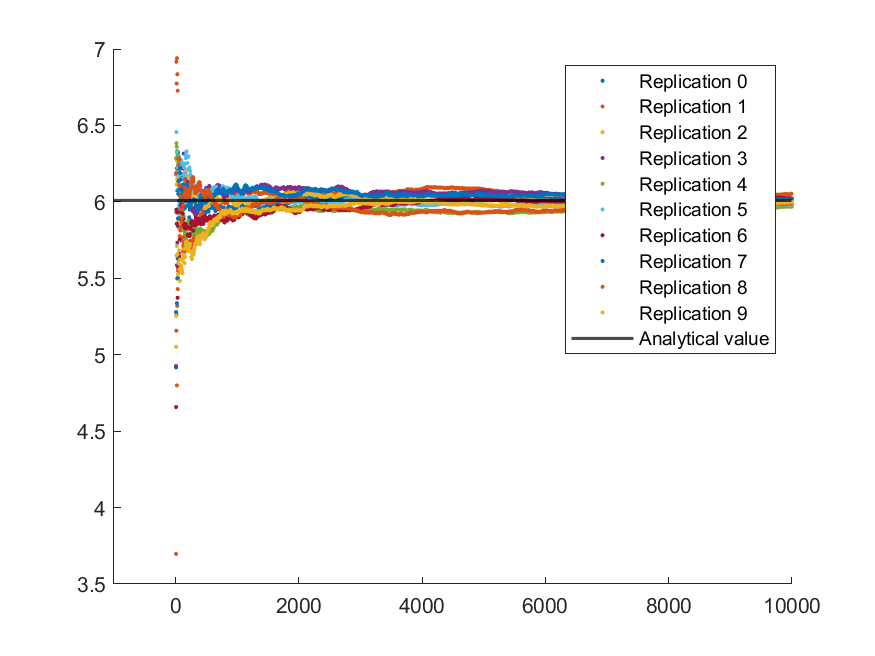 7
6.5
6
5.5
5
4.5
4
3.5
0
2000
4000
6000
8000
10000
Replication 0
Replication 1
Replication 2
Replication 3
Replication 4
Replication 5
Replication 6
Replication 7
Replication 8
Replication 9
Analytical value